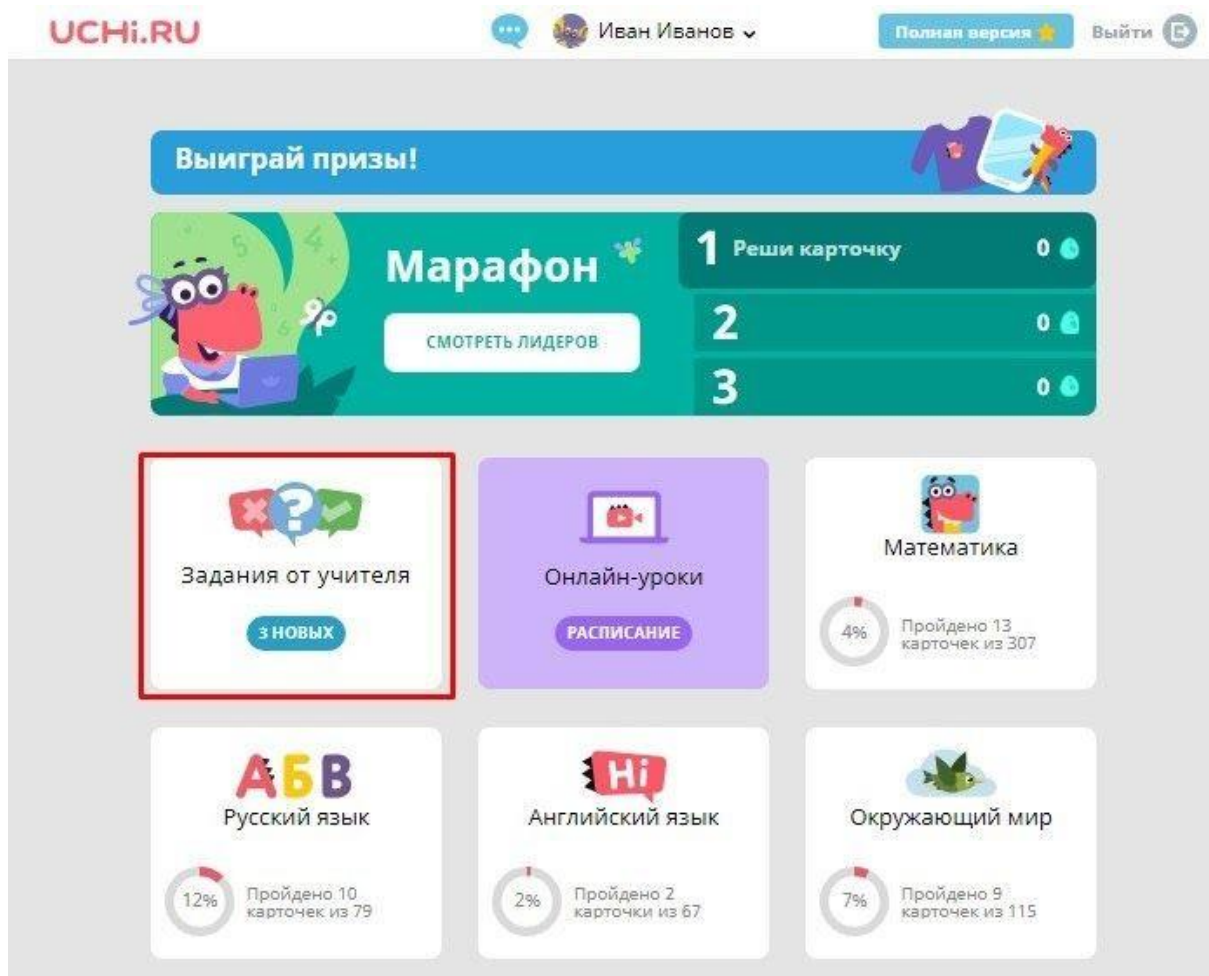 UCHi.RU
Иван Иванов
Полная версия
Выйти
Выиграй призы!
Марафон
СМОТРЕТЬ ЛИДЕРОВ
1 Реши карточку 0
2 0
3 0
Задания от учителя
3 НОВЫХ
Онлайн-уроки
РАСПИСАНИЕ
Математика
4%
Пройдено 13
карточек из 307
АБВ
Русский язык
12%
Пройдено 10
карточек из 79
Hi
Английский язык
2%
Пройдено 2
карточки из 67
Окружающий мир
7%
Пройдено 9
карточек из 115